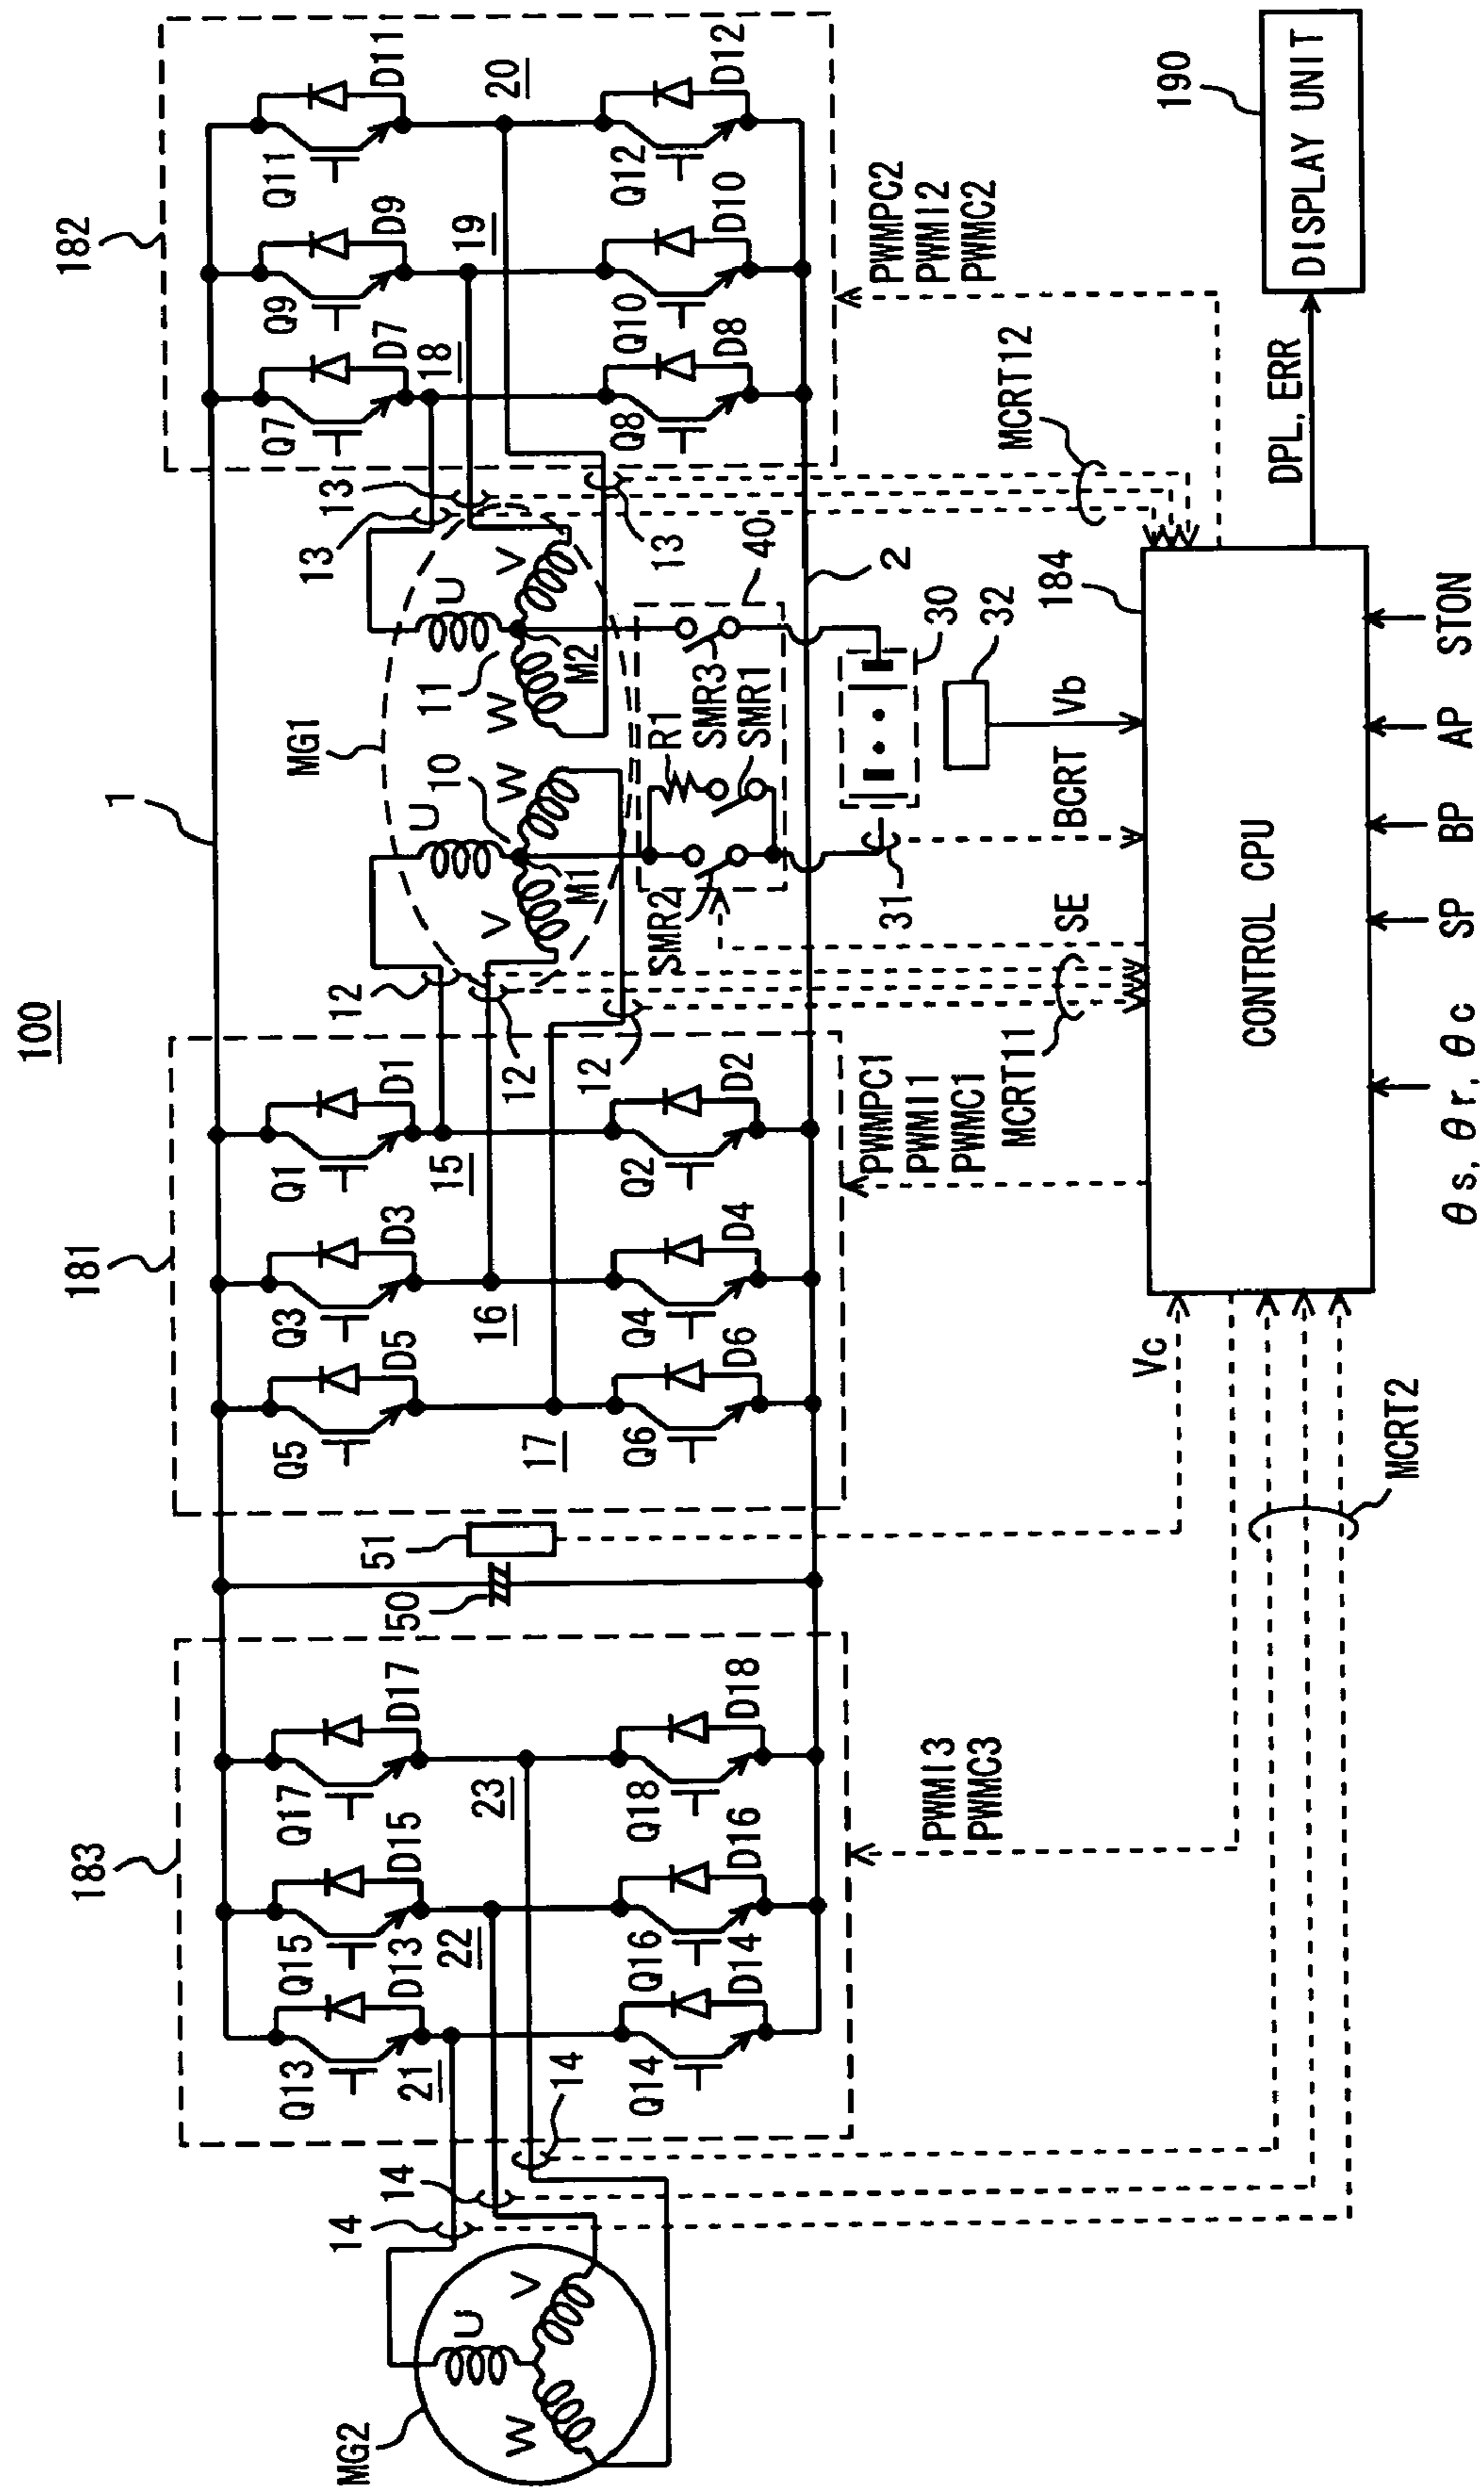 100
1
183
Q13
D13
Q15
D15
Q17
D17
21
22
23
Q14
D14
Q16
D16
Q18
D18
14
14
14
MG2
U
V
W
50
51
181
Q5
D5
Q3
D3
Q1
D1
17
16
15
Q6
D6
Q4
D4
Q2
D2
12
12
12
MG1
10
U
V
W
M1
11
U
V
W
M2
13
13
13
182
Q7
D7
Q9
D9
Q11
D11
18
19
20
Q8
D8
Q10
D10
Q12
D12
40
R1
SMR3
SMR1
SMR2
2
30
31
32
PWMI3
PWMC3
PWMPC1
PWMI1
PWMC1
MCRT11
SE
BCRT
Vb
184
MCRT12
PWMPC2
PWMI2
PWMC2
Vc
MCRT2
CONTROL CPU
DPL, ERR
190
DISPLAY UNIT
θs, θr, θc
SP
BP
AP
STON